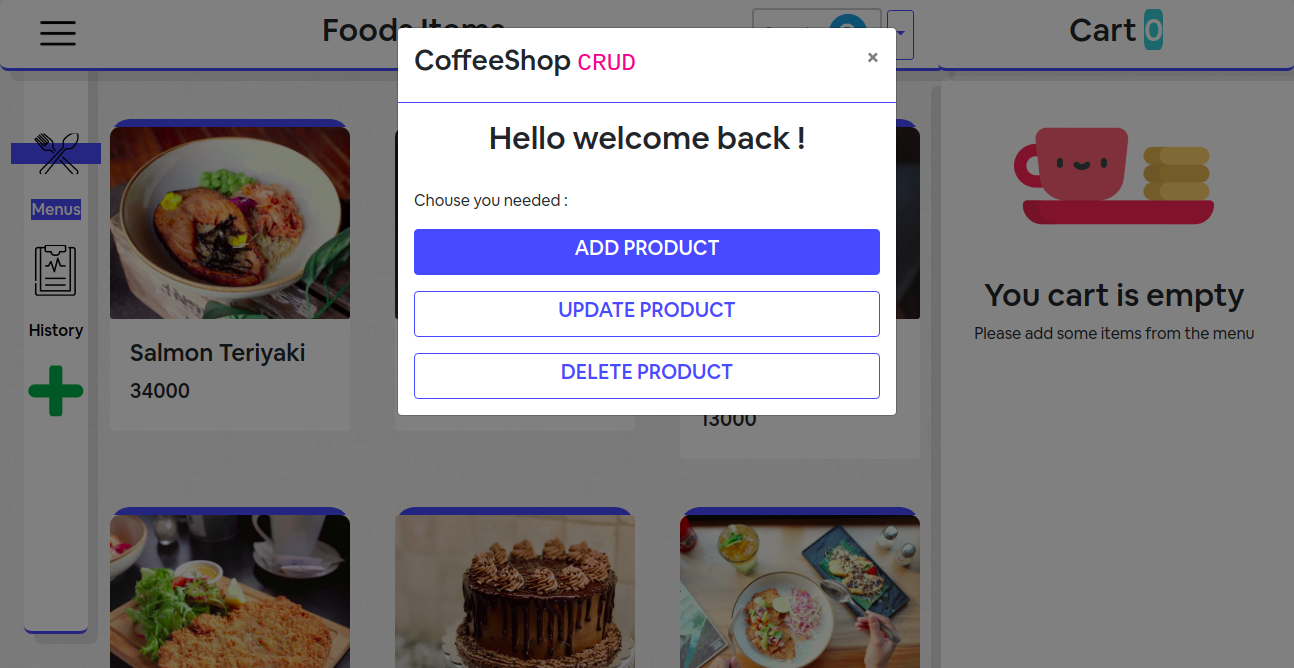 Foods Items
Cart 0
CoffeeShop CRUD
×
Hello welcome back !
Chouse you needed :
ADD PRODUCT
UPDATE PRODUCT
DELETE PRODUCT
Menus
History
Salmon Teriyaki
34000
13000
You cart is empty
Please add some items from the menu